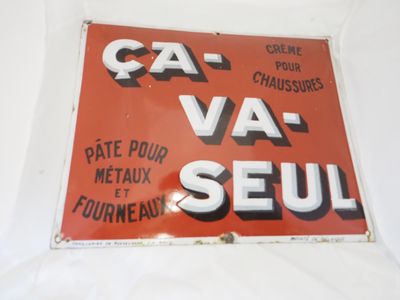 ÇA-
VA-
SEUL
CRÈME
POUR
CHAUSSURES
PÂTE POUR
MÉTAUX
ET
FOURNEAUX